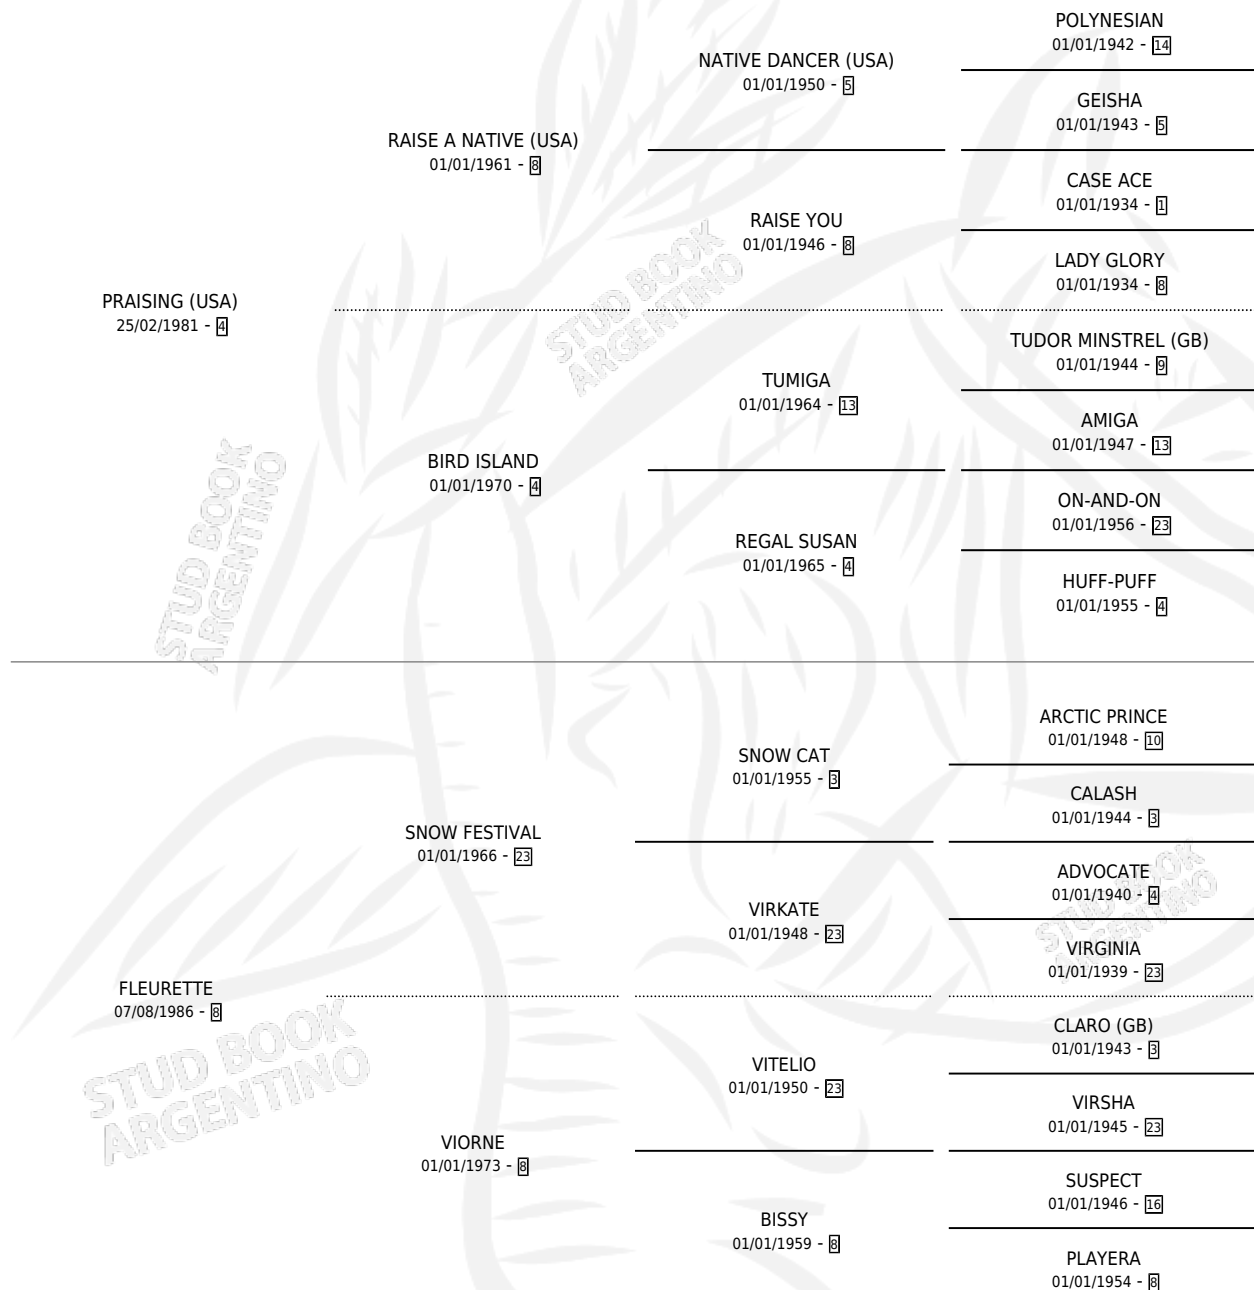 POLYNESIAN
01/01/1942 - 14
NATIVE DANCER (USA)
01/01/1950 - 5
GEISHA
01/01/1943 - 5
RAISE A NATIVE (USA)
01/01/1961 - 8
CASE ACE
01/01/1934 - 1
RAISE YOU
01/01/1946 - 8
LADY GLORY
01/01/1934 - 8
PRAISING (USA)
25/02/1981 - 4
STUD BOOK
ARGENTINO
TUDOR MINSTREL (GB)
01/01/1944 - 9
TUMIGA
01/01/1964 - 13
AMIGA
01/01/1947 - 13
BIRD ISLAND
01/01/1970 - 4
ON-AND-ON
01/01/1956 - 23
REGAL SUSAN
01/01/1965 - 4
HUFF-PUFF
01/01/1955 - 4
STUD BOOK
ARGENTINO
ARCTIC PRINCE
01/01/1948 - 10
SNOW CAT
01/01/1955 - 3
CALASH
01/01/1944 - 3
SNOW FESTIVAL
01/01/1966 - 23
ADVOCATE
01/01/1940 - 4
VIRKATE
01/01/1948 - 23
VIRGINIA
01/01/1939 - 23
STUD BOOK
ARGENTINO
FLEURETTE
07/08/1986 - 8
CLARO (GB)
01/01/1943 - 3
VITELIO
01/01/1950 - 23
VIRSHA
01/01/1945 - 23
STUD BOOK
ARGENTINO
VIORNE
01/01/1973 - 8
SUSPECT
01/01/1946 - 16
BISSY
01/01/1959 - 8
PLAYERA
01/01/1954 - 8